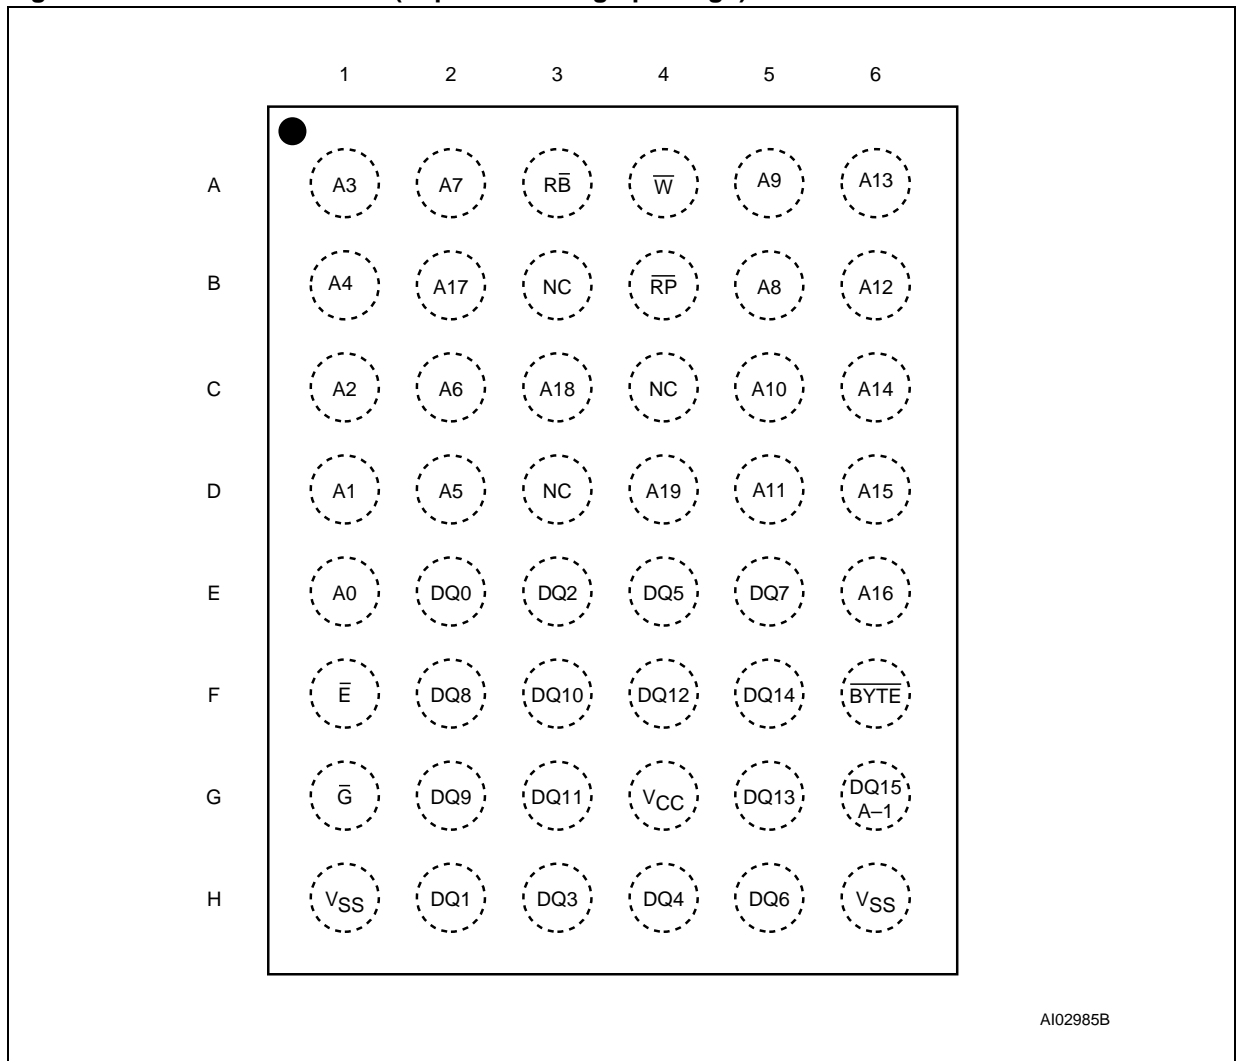 1 2 3 4 5 6
A A3 A7 RB̅ W̅ A9 A13
B A4 A17 NC R̅P̅ A8 A12
C A2 A6 A18 NC A10 A14
D A1 A5 NC A19 A11 A15
E A0 DQ0 DQ2 DQ5 DQ7 A16
F E̅ DQ8 DQ10 DQ12 DQ14 B̅Y̅T̅E̅
G G̅ DQ9 DQ11 VCC DQ13 DQ15
A–1
H VSS DQ1 DQ3 DQ4 DQ6 VSS
AI02985B